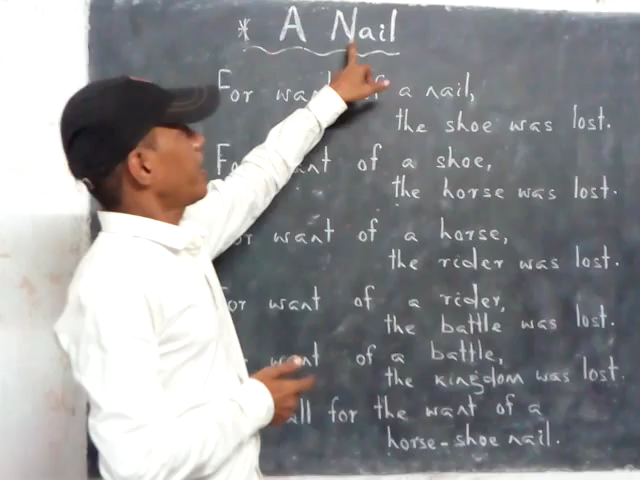 * A Nail
For want of a nail,
the shoe was lost.
For want of a shoe,
the horse was lost.
For want of a horse,
the rider was lost.
For want of a rider,
the battle was lost.
want of a battle,
the kingdom was lost.
all for the want of a
horse-shoe nail.